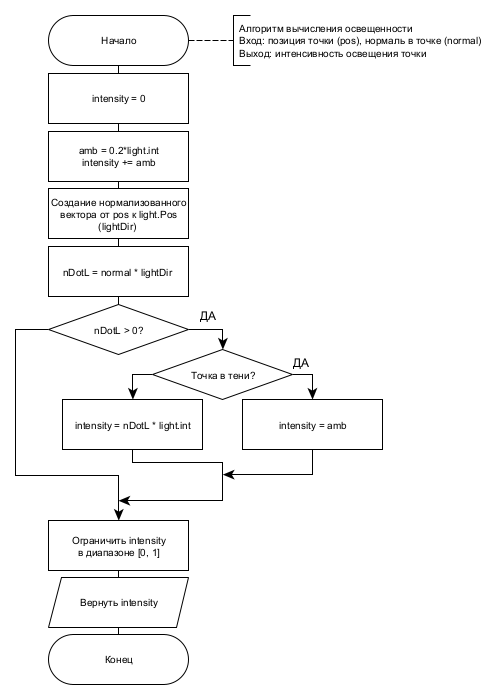 Начало
Алгоритм вычисления освещенности
Вход: позиция точки (pos), нормаль в точке (normal)
Выход: интенсивность освещения точки
intensity = 0
amb = 0.2*light.int
intensity += amb
Создание нормализованного
вектора от pos к light.Pos
(lightDir)
nDotL = normal * lightDir
nDotL > 0?
ДА
Точка в тени?
ДА
intensity = nDotL * light.int
intensity = amb
Ограничить intensity
в диапазоне [0, 1]
Вернуть intensity
Конец